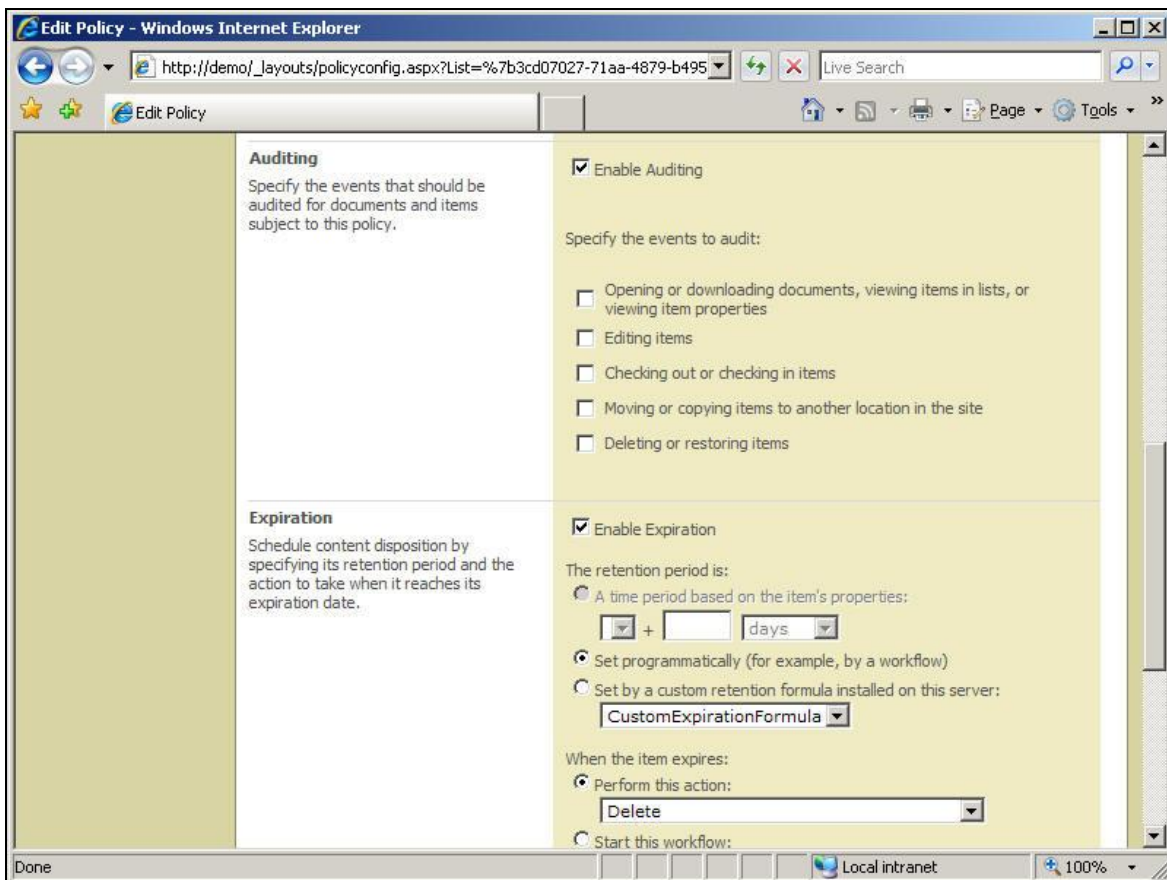 Edit Policy - Windows Internet Explorer
http://demo/_layouts/policyconfig.aspx?List=%7b3cd07027-71aa-4879-b495
Live Search
Edit Policy
Page
Tools
»
Auditing
Specify the events that should be
audited for documents and items
subject to this policy.
Enable Auditing
Specify the events to audit:
Opening or downloading documents, viewing items in lists, or
viewing item properties
Editing items
Checking out or checking in items
Moving or copying items to another location in the site
Deleting or restoring items
Expiration
Schedule content disposition by
specifying its retention period and the
action to take when it reaches its
expiration date.
Enable Expiration
The retention period is:
A time period based on the item's properties:
+ days
Set programmatically (for example, by a workflow)
Set by a custom retention formula installed on this server:
CustomExpirationFormula
When the item expires:
Perform this action:
Delete
Start this workflow:
Done
Local intranet
100%